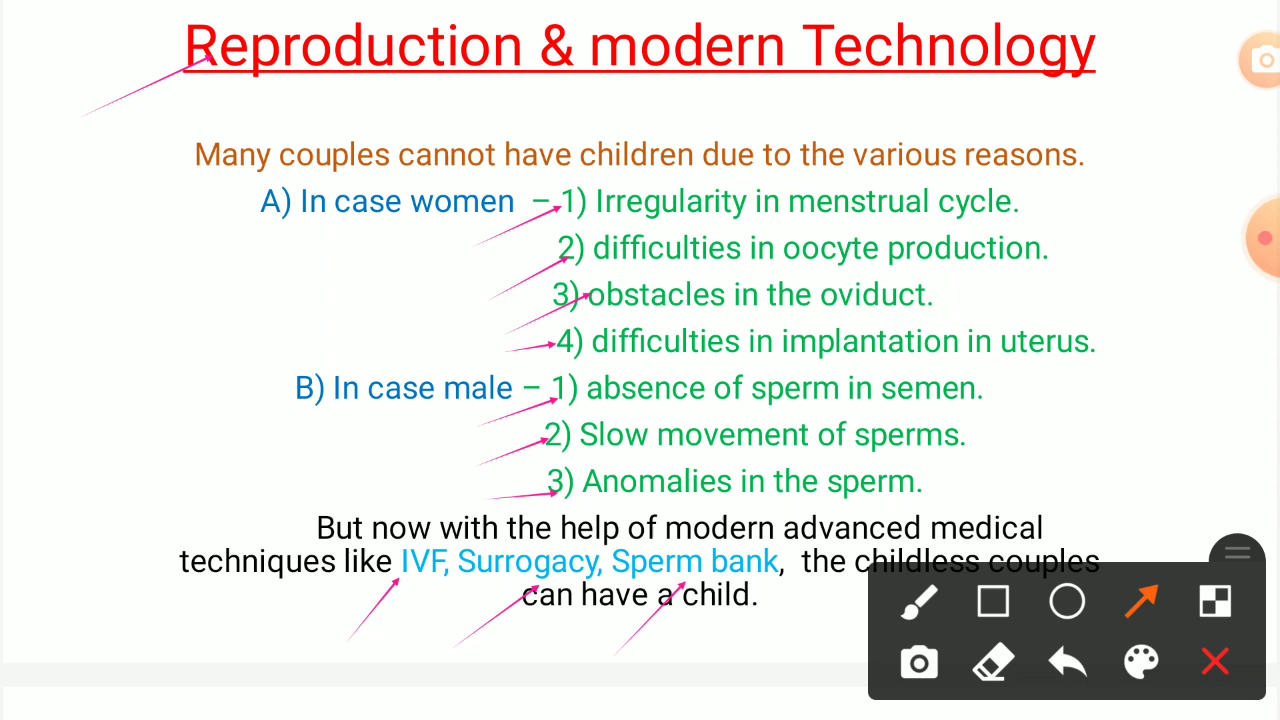 Reproduction & modern Technology
Many couples cannot have children due to the various reasons.
A) In case women – 1) Irregularity in menstrual cycle.
2) difficulties in oocyte production.
3) obstacles in the oviduct.
4) difficulties in implantation in uterus.
B) In case male – 1) absence of sperm in semen.
2) Slow movement of sperms.
3) Anomalies in the sperm.
But now with the help of modern advanced medical
techniques like IVF, Surrogacy, Sperm bank, the childless couples
can have a child.